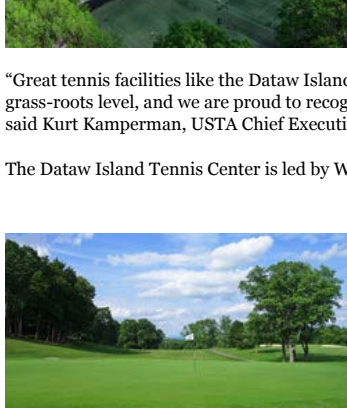 “Great tennis facilities like the Dataw Island
grass-roots level, and we are proud to recog
said Kurt Kamperman, USTA Chief Executi
The Dataw Island Tennis Center is led by W